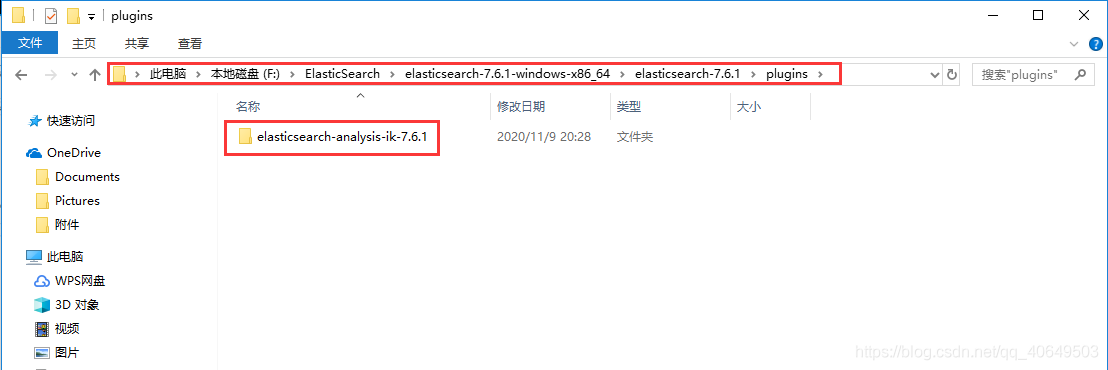 plugins
文件 主页 共享 查看
此电脑 本地磁盘 (F:) ElasticSearch elasticsearch-7.6.1-windows-x86_64 elasticsearch-7.6.1 plugins 搜索"plugins"
名称 修改日期 类型 大小
快速访问
elasticsearch-analysis-ik-7.6.1 2020/11/9 20:28 文件夹
OneDrive
Documents
Pictures
附件
此电脑
WPS网盘
3D 对象
视频
图片
https://blog.csdn.net/qq_40649503